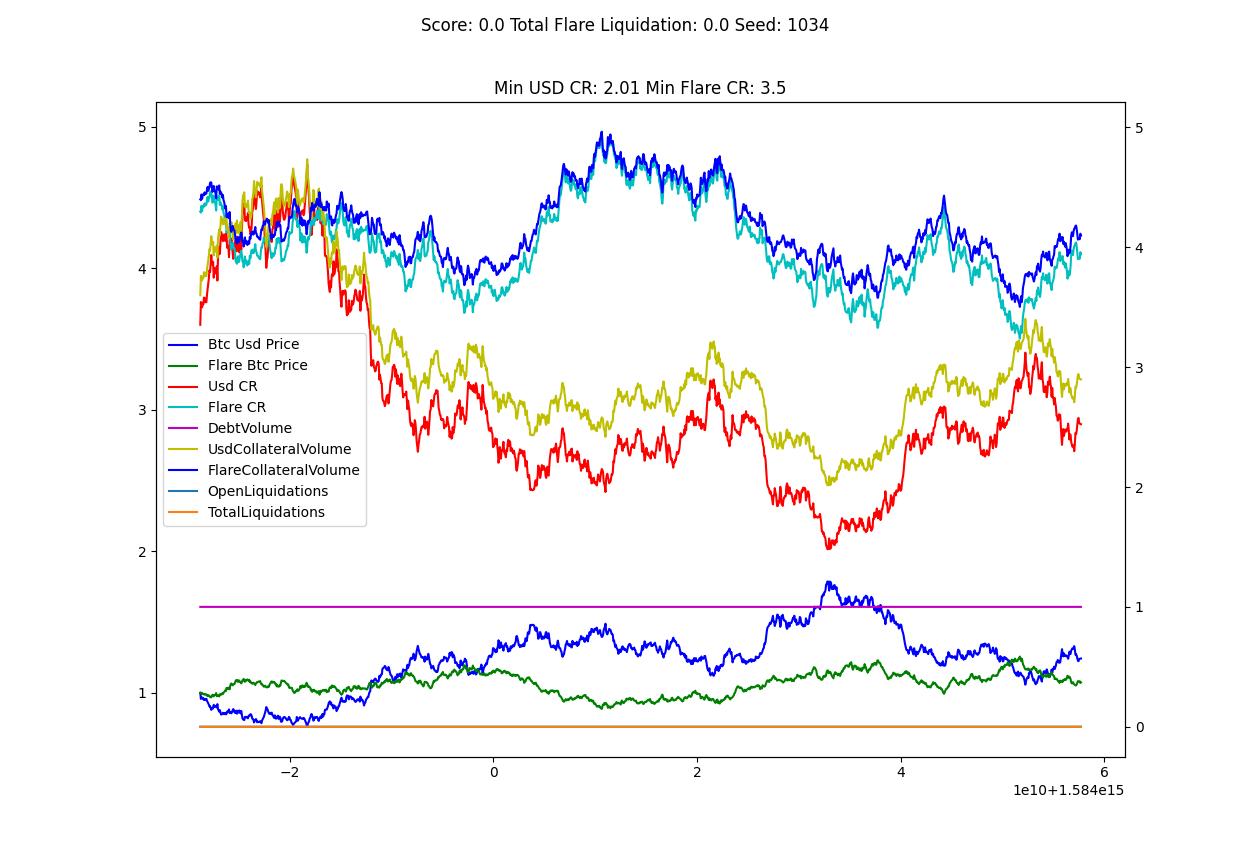 Score: 0.0 Total Flare Liquidation: 0.0 Seed: 1034
Min USD CR: 2.01 Min Flare CR: 3.5
5
4
3
2
1
5
4
3
2
1
0
Btc Usd Price
Flare Btc Price
Usd CR
Flare CR
DebtVolume
UsdCollateralVolume
FlareCollateralVolume
OpenLiquidations
TotalLiquidations
−2 0 2 4 6
1e10+1.584e15